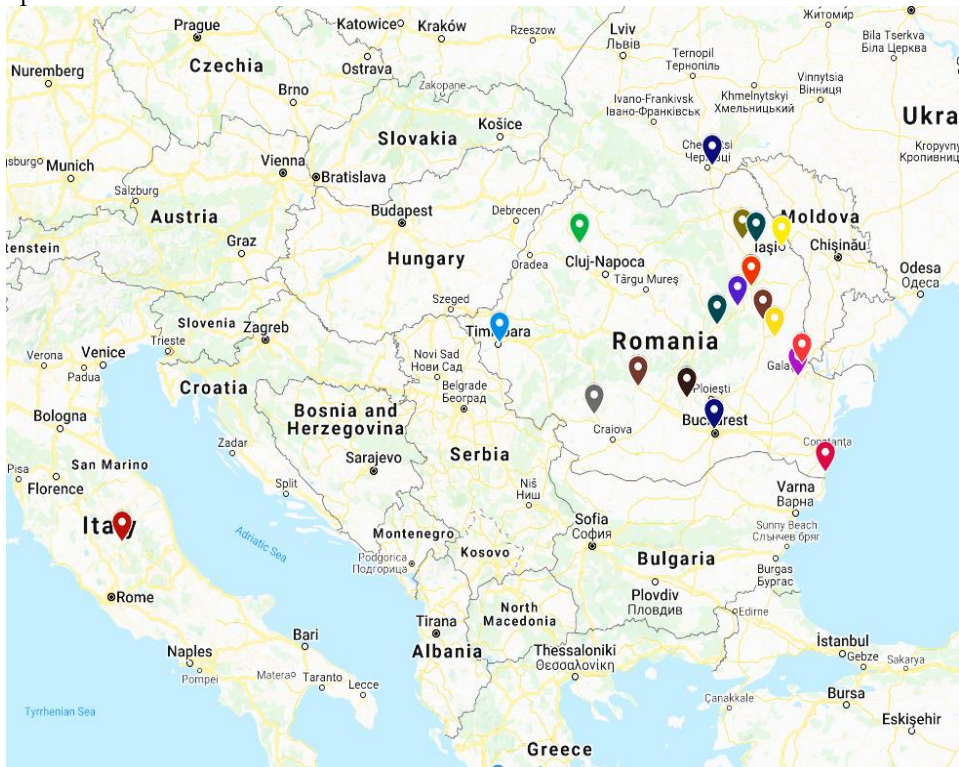 Prague
Czechia
Nuremberg
Brno
Katowice
Kraków
Ostrava
Zakopane
Rzeszow
Lviv
Львів
Ternopil
Тернопіль
Житомир
Bila Tserkva
Біла Церква
Khmelnytskyi
Хмельницький
Vinnytsia
Вінниця
Ivano-Frankivsk
Івано-Франківськ
Ukra
Kropyvny
Кропивниц
Slovakia
Košice
Munich
Salzburg
Vienna
Bratislava
Austria
Graz
Budapest
Debrecen
Hungary
Oradea
Cluj-Napoca
Târgu Mureș
Iași
Moldova
Chișinău
Odesa
Одеса
Szeged
Slovenia
Zagreb
Trieste
Croatia
Verona
Venice
Padua
Bologna
San Marino
Pisa
Florence
Novi Sad
Нови Сад
Belgrade
Београд
Romania
Ploiești
Craiova
Constanța
Bosnia and
Herzegovina
Sarajevo
Zadar
Split
Serbia
Niš
Ниш
Adriatic Sea
Montenegro
Podgorica
Подгорица
Kosovo
Sofia
София
Bulgaria
Varna
Варна
Sunny Beach
Слънчев бряг
Burgas
Бургас
Plovdiv
Пловдив
Edirne
North
Macedonia
Tirana
Albania
Rome
Naples
Pompei
Bari
Matera
Taranto
Lecce
Tyrrhenian Sea
Thessaloniki
Θεσσαλονίκη
Greece
Çanakkale
İstanbul
Gebze
Sakarya
Bursa
Eskişehir